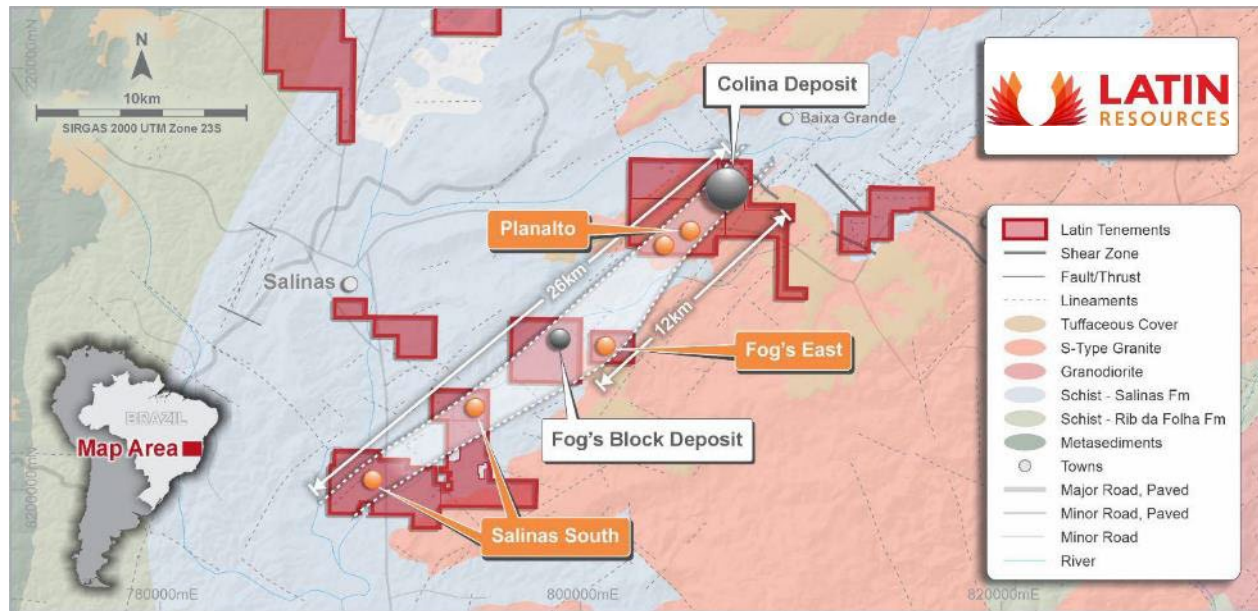 N
10km
SIRGAS 2000 UTM Zone 23S
8220000mN
Colina Deposit
Baixa Grande
LATIN
RESOURCES
Planalto
Salinas
26km
12km
Fog's East
Fog's Block Deposit
Salinas South
BRAZIL
Map Area
8200000mN
780000mE
800000mE
820000mE
Latin Tenements
Shear Zone
Fault/Thrust
Lineaments
Tuffaceous Cover
S-Type Granite
Granodiorite
Schist - Salinas Fm
Schist - Rib da Folha Fm
Metasediments
Towns
Major Road, Paved
Minor Road, Paved
Minor Road
River